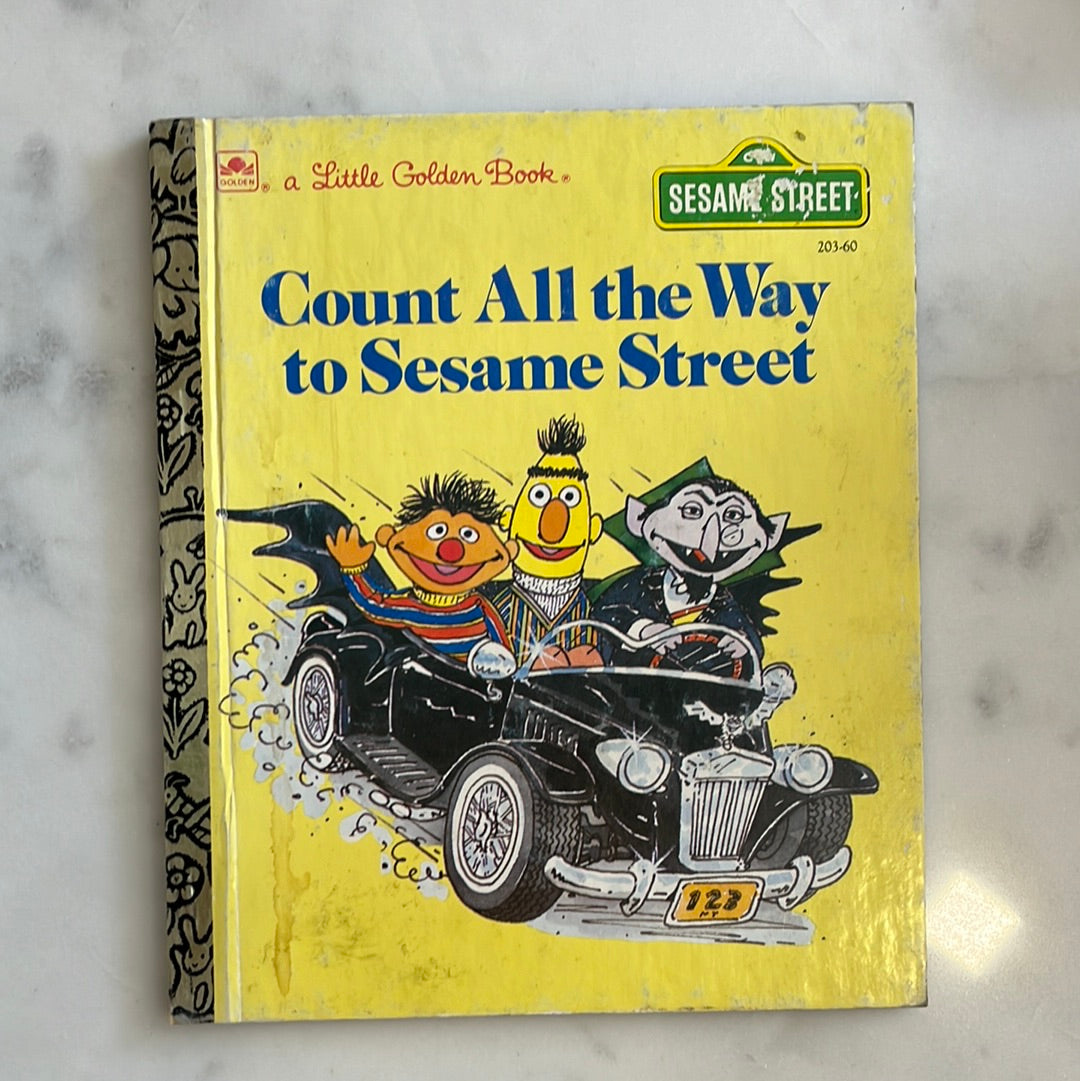 GOLDEN®
a Little Golden Book®
SESAME STREET
203-60
Count All the Way
to Sesame Street
123
NY